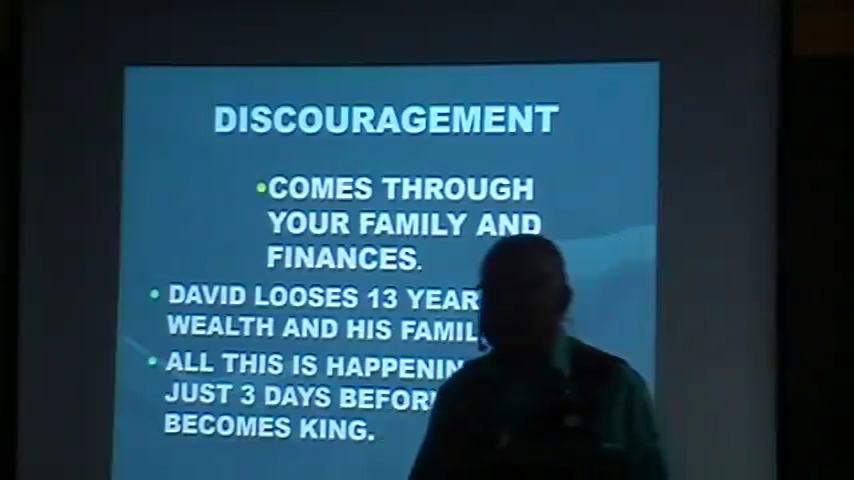 DISCOURAGEMENT
•COMES THROUGH
YOUR FAMILY AND
FINANCES.
• DAVID LOOSES 13 YEAR
WEALTH AND HIS FAMIL
• ALL THIS IS HAPPENIN
JUST 3 DAYS BEFOR
BECOMES KING.